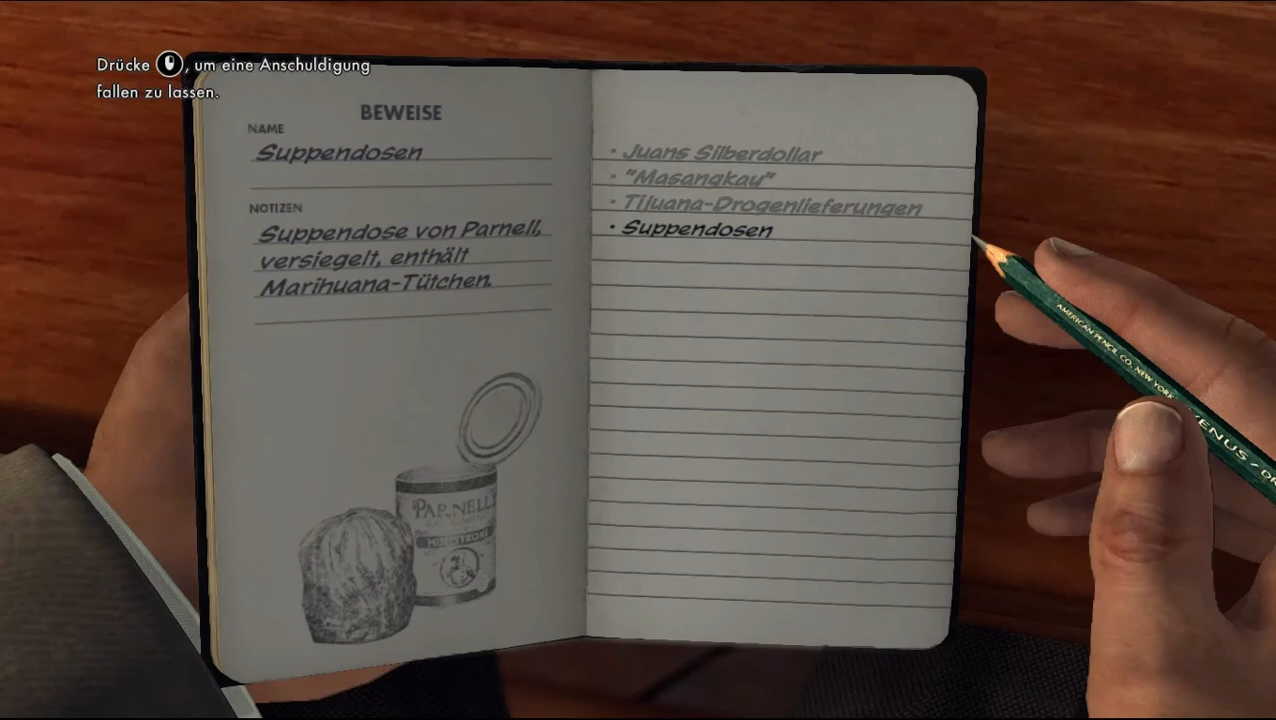 Drücke , um eine Anschuldigung
fallen zu lassen.
BEWEISE
NAME
Suppendosen
NOTIZEN
Suppendose von Parnell,
versiegelt, enthält
Marihuana-Tütchen.
PARNELL'S
MINESTRONE
• Juans Silberdollar
• "Masangkay"
• Tijuana-Drogenlieferungen
• Suppendosen
AMERICAN PENCIL CO. NEW YORK
VENUS